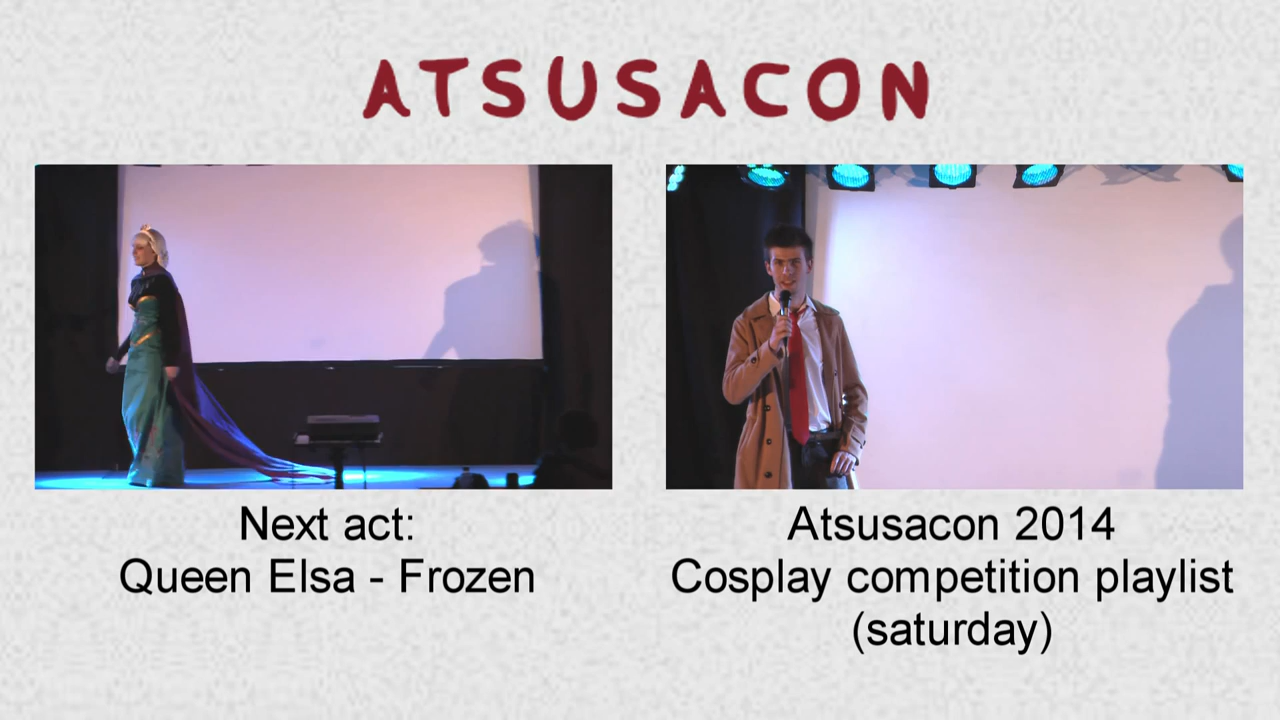 ATSUSACON
Next act:
Queen Elsa - Frozen
Atsusacon 2014
Cosplay competition playlist
(saturday)